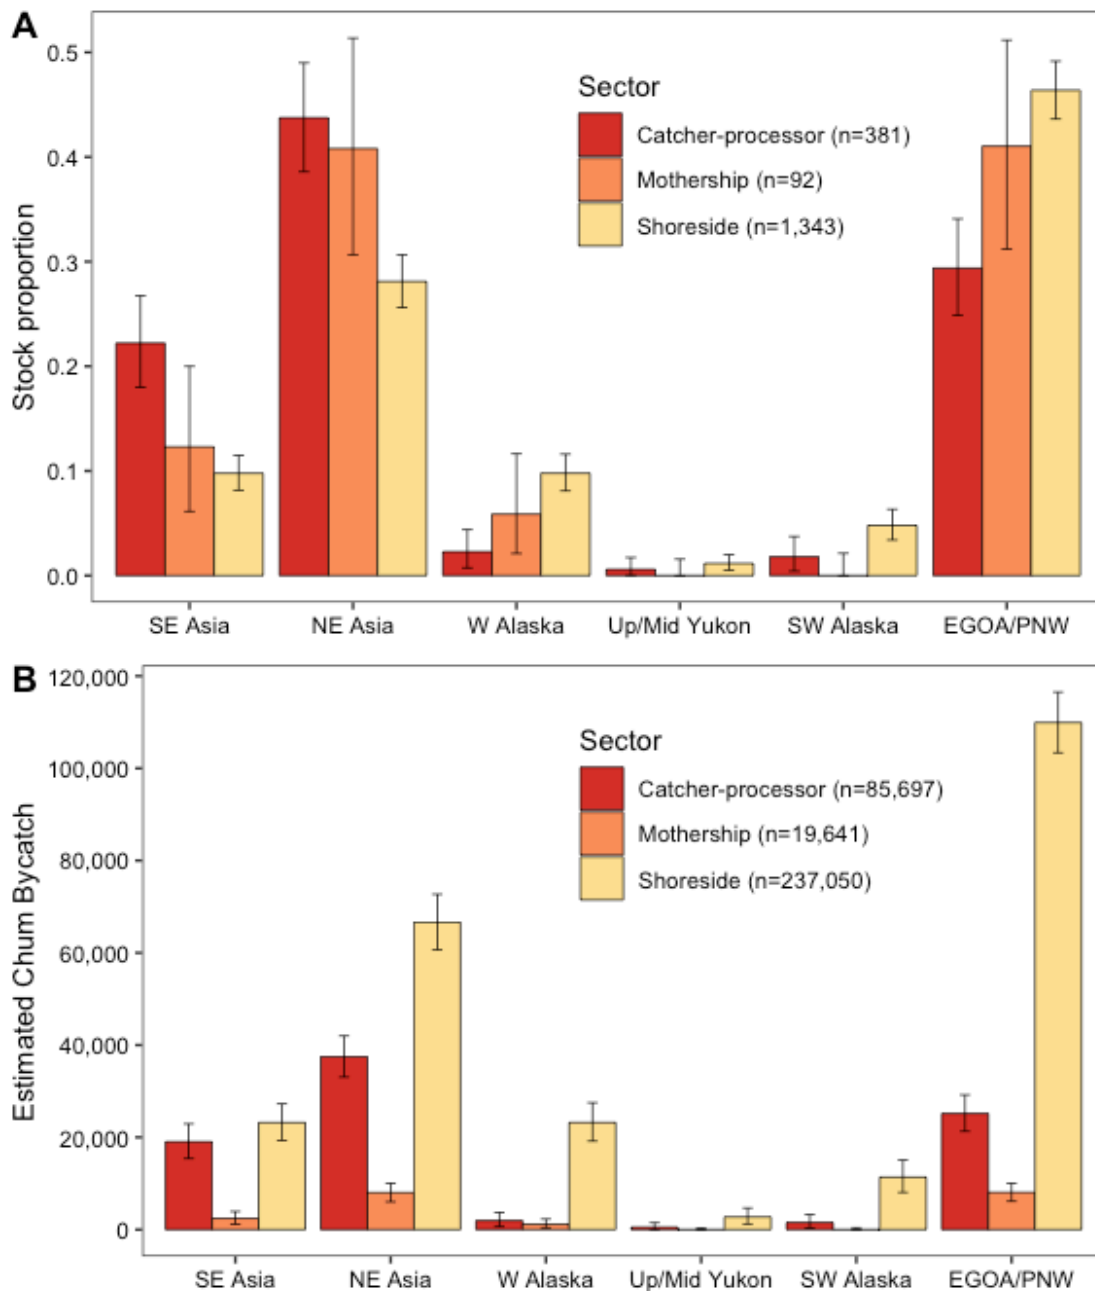 A
Stock proportion
0.5
0.4
0.3
0.2
0.1
0.0
Sector
Catcher-processor (n=381)
Mothership (n=92)
Shoreside (n=1,343)
SE Asia NE Asia W Alaska Up/Mid Yukon SW Alaska EGOA/PNW
B
Estimated Chum Bycatch
120,000
100,000
80,000
60,000
40,000
20,000
0
Sector
Catcher-processor (n=85,697)
Mothership (n=19,641)
Shoreside (n=237,050)
SE Asia NE Asia W Alaska Up/Mid Yukon SW Alaska EGOA/PNW